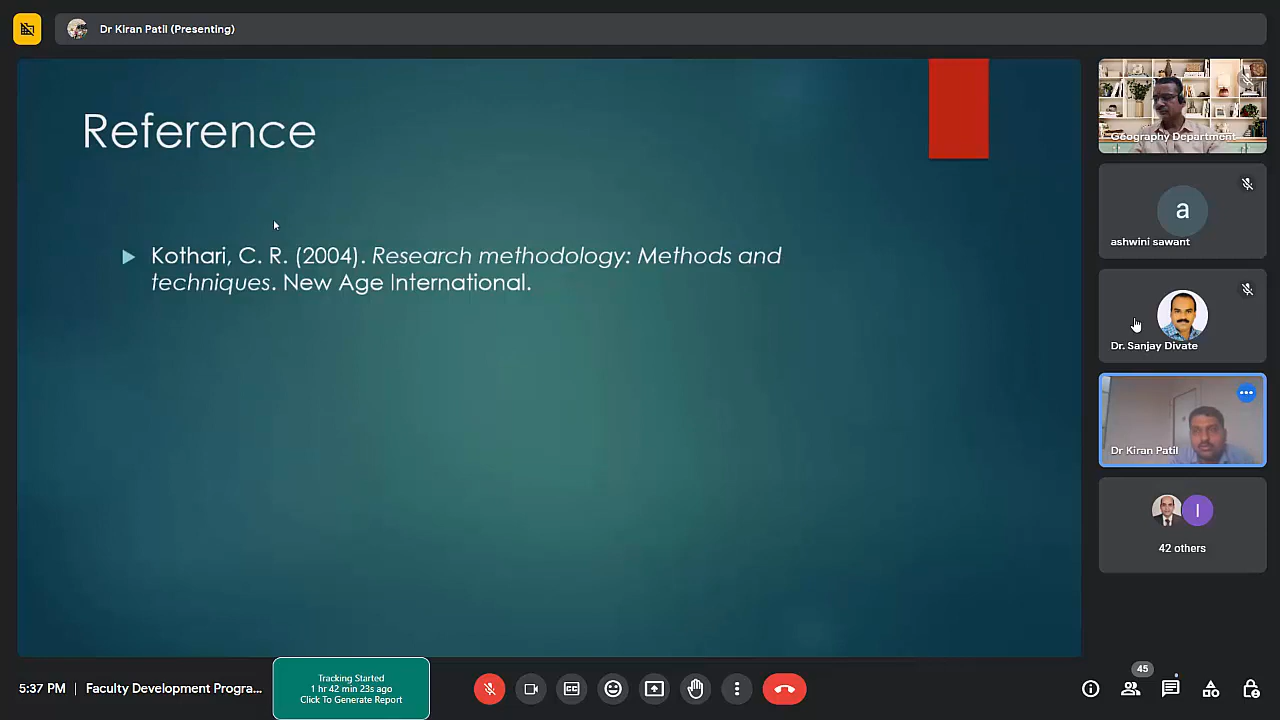 Dr Kiran Patil (Presenting)
Reference
Kothari, C. R. (2004). Research methodology: Methods and
techniques. New Age International.
Geography Department
a
ashwini sawant
Dr. Sanjay Divate
Dr Kiran Patil
I
42 others
5:37 PM | Faculty Development Progra...
Tracking Started
1 hr 42 min 23s ago
Click To Generate Report
CC
45